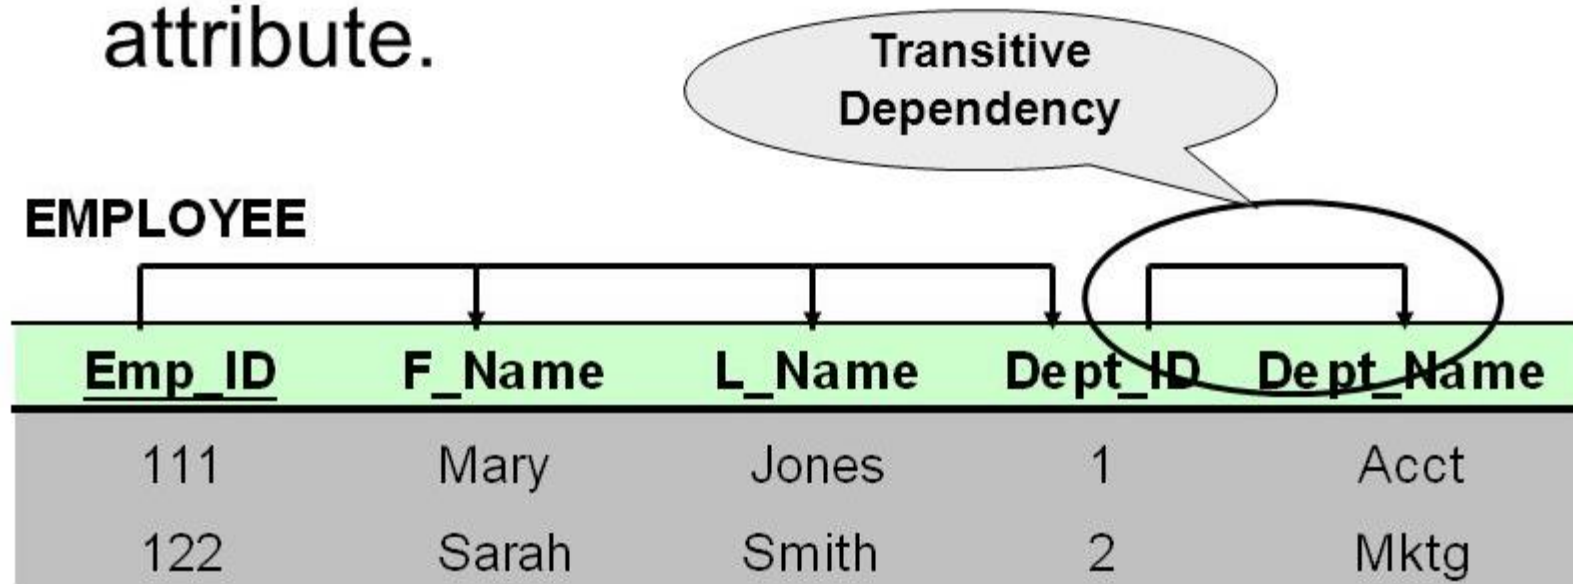 attribute.
Transitive
Dependency
EMPLOYEE
Emp_ID F_Name L_Name Dept_ID Dept_Name
111 Mary Jones 1 Acct
122 Sarah Smith 2 Mktg